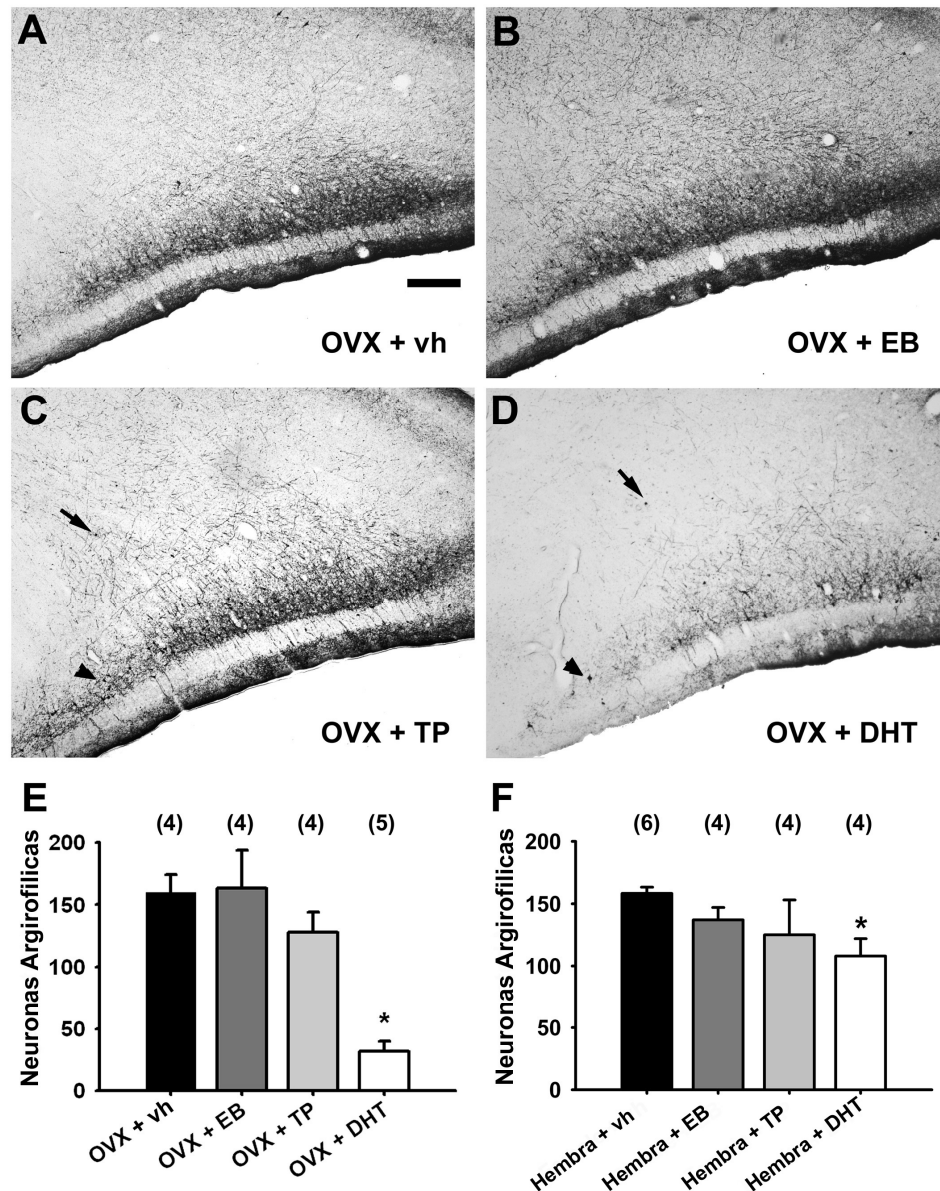 A
OVX + vh
B
OVX + EB
C
OVX + TP
D
OVX + DHT
E
(4) (4) (4) (5)
Neuronas Argirofilicas
200
150
100
50
0
*
OVX + vh
OVX + EB
OVX + TP
OVX + DHT
F
(6) (4) (4) (4)
Neuronas Argirofilicas
200
150
100
50
0
*
Hembra + vh
Hembra + EB
Hembra + TP
Hembra + DHT